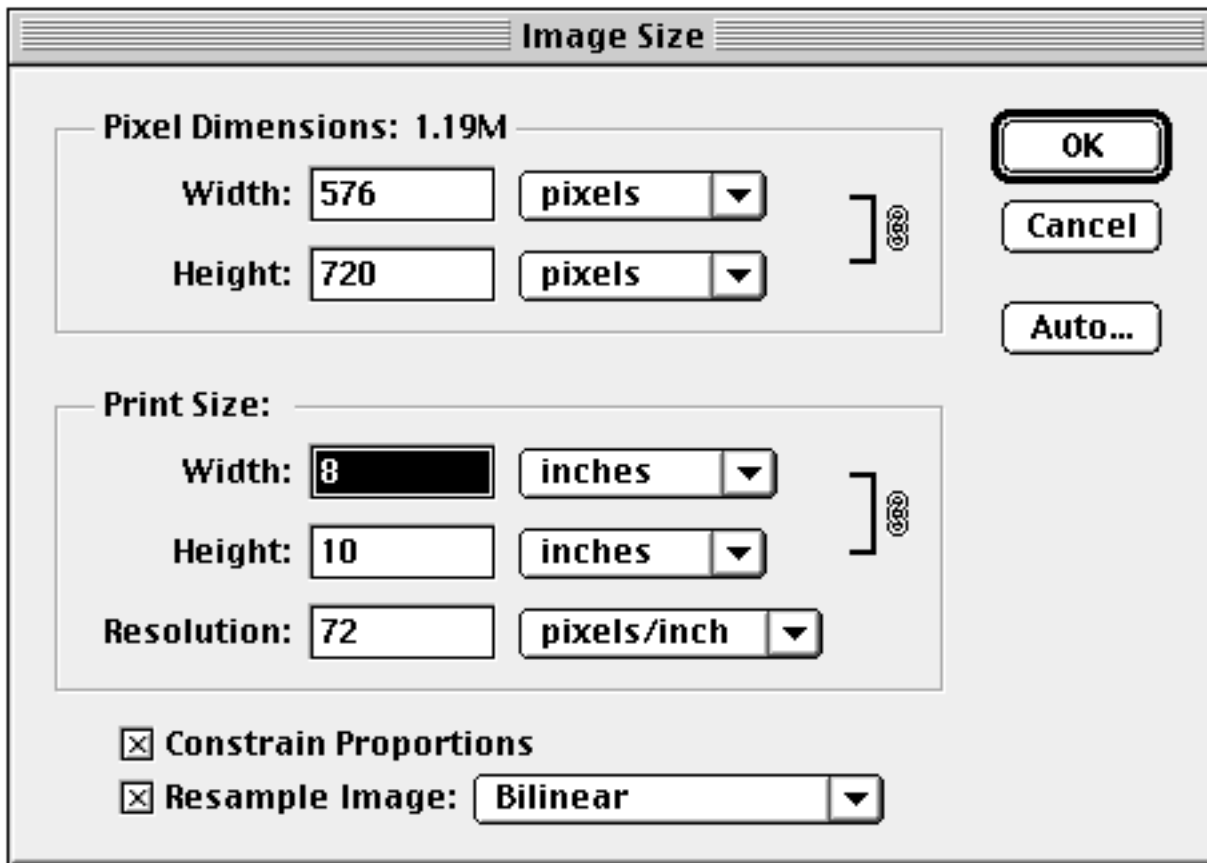 Image Size
Pixel Dimensions: 1.19M
OK
Width: 576 pixels
Cancel
Height: 720 pixels
Auto...
Print Size:
Width: 8 inches
Height: 10 inches
Resolution: 72 pixels/inch
Constrain Proportions
Resample Image: Bilinear